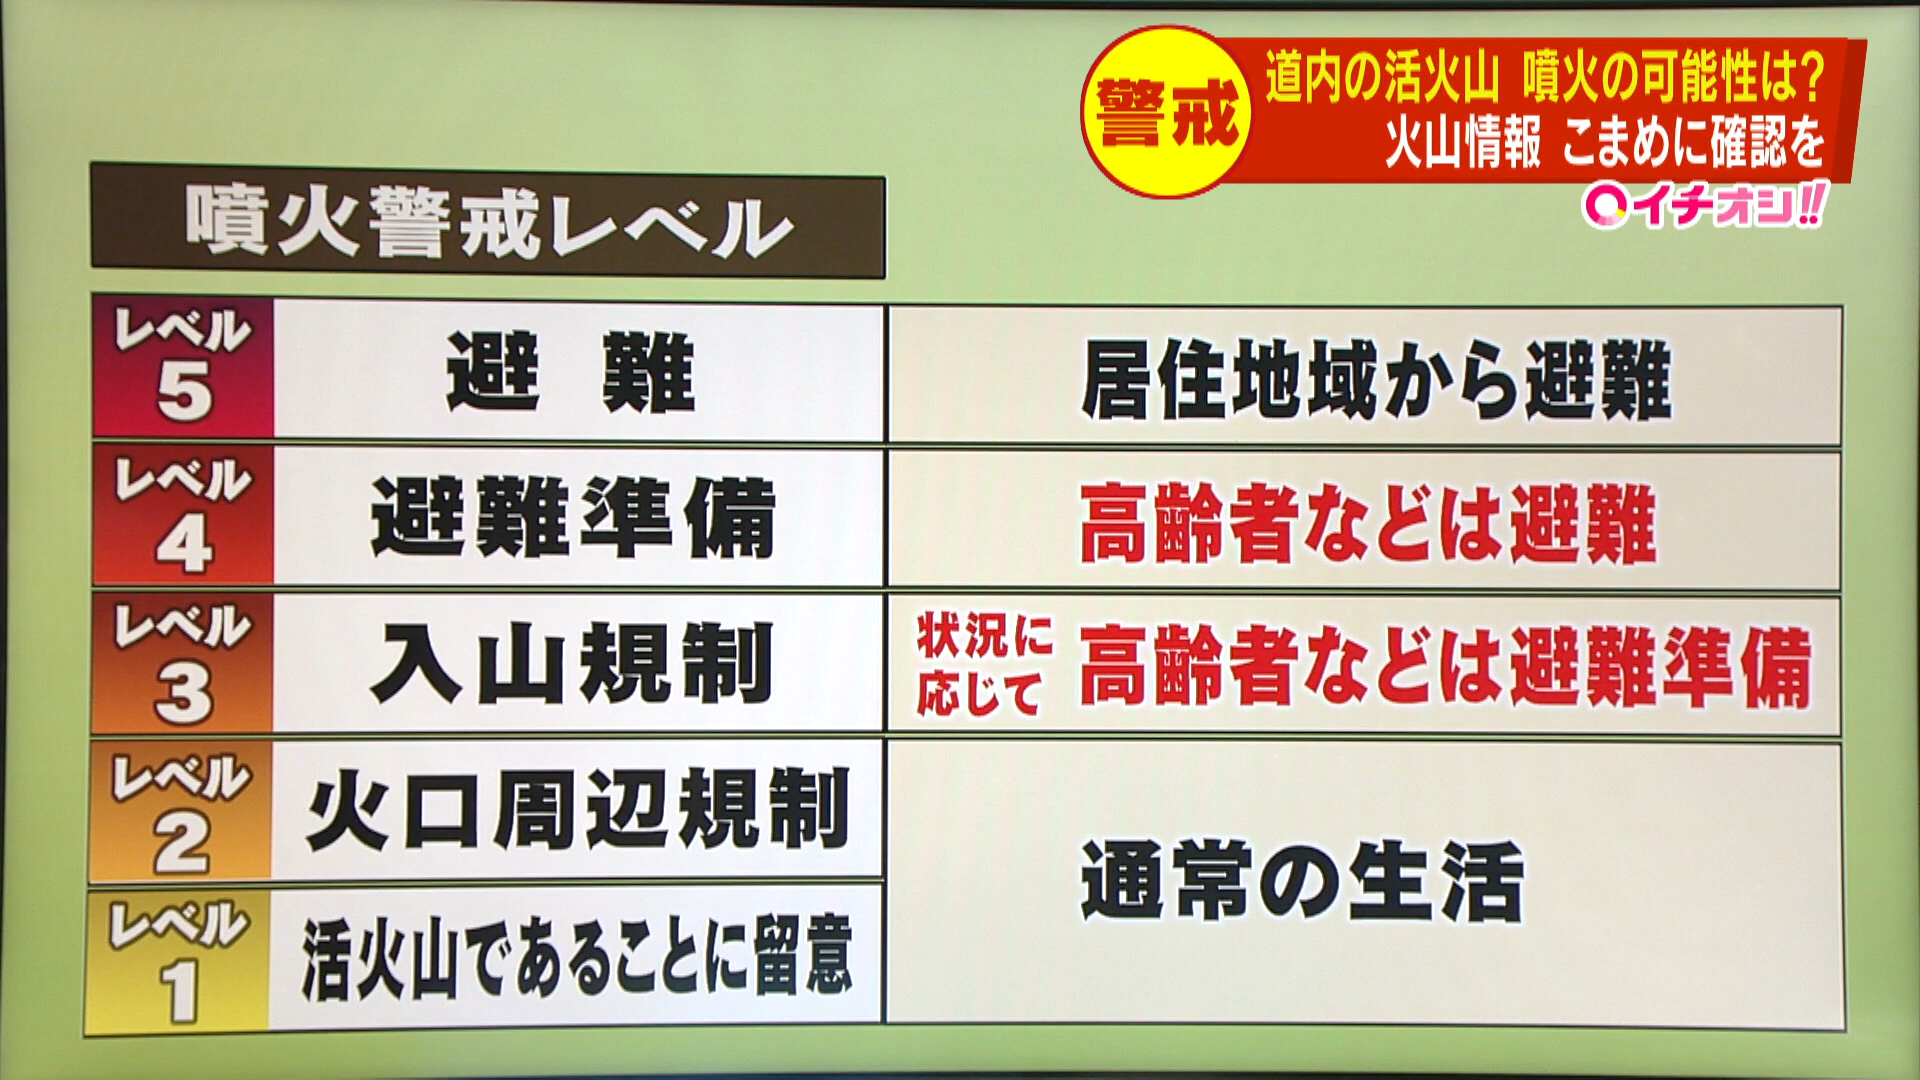 警戒
道内の活火山 噴火の可能性は?
火山情報 こまめに確認を
イチオシ!!
噴火警戒レベル
レベル
5
避難
居住地域から避難
レベル
4
避難準備
高齢者などは避難
レベル
3
入山規制
状況に
応じて
高齢者などは避難準備
レベル
2
火口周辺規制
通常の生活
レベル
1
活火山であることに留意